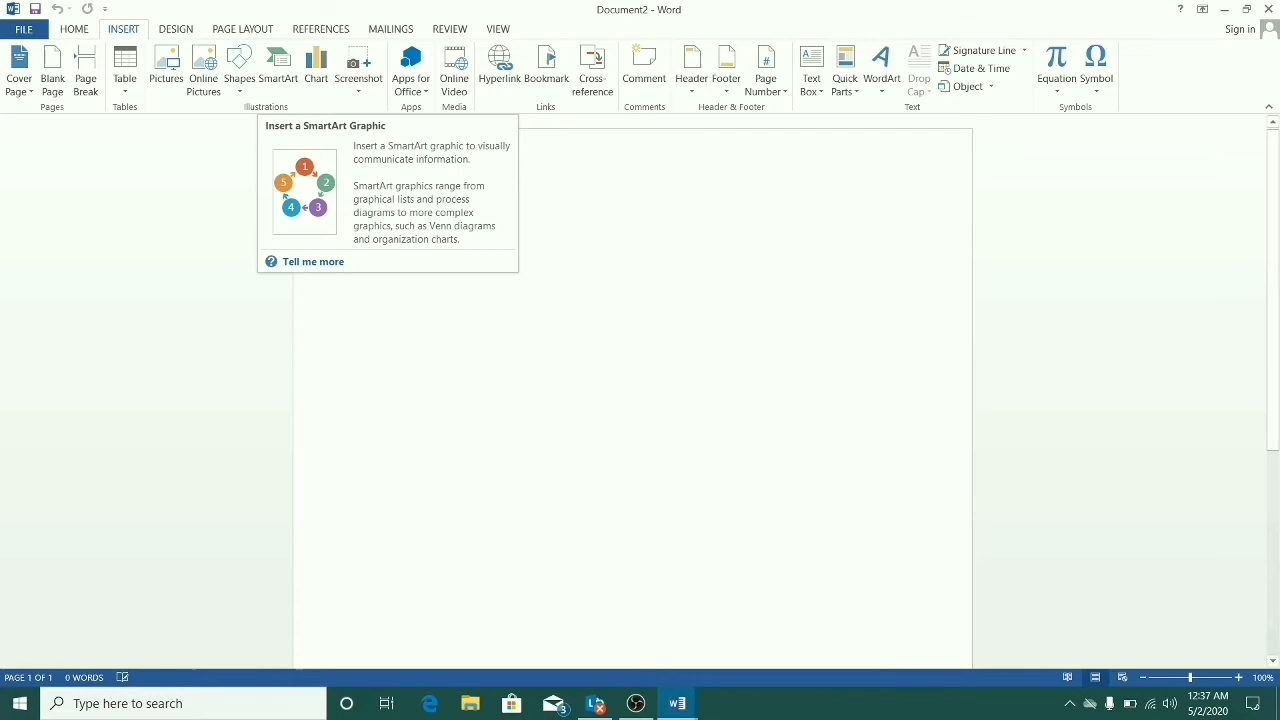 Document2 - Word
?
Sign in
FILE HOME INSERT DESIGN PAGE LAYOUT REFERENCES MAILINGS REVIEW VIEW
Cover Page
Blank Page
Page Break
Pages
Table
Tables
Pictures
Online Pictures
Shapes
SmartArt
Chart
Screenshot
Illustrations
Apps for Office
Apps
Online Video
Media
Hyperlink
Bookmark
Cross-reference
Links
Comment
Comments
Header
Footer
# Page Number
Header & Footer
A Text Box
Quick Parts
A WordArt
A Drop Cap
Signature Line
Date & Time
Object
Text
π Equation
Ω Symbol
Symbols
Insert a SmartArt Graphic
1
2
3
4
5
Insert a SmartArt graphic to visually
communicate information.
SmartArt graphics range from
graphical lists and process
diagrams to more complex
graphics, such as Venn diagrams
and organization charts.
? Tell me more
PAGE 1 OF 1 0 WORDS
100%
Type here to search
3
12:37 AM
5/2/2020